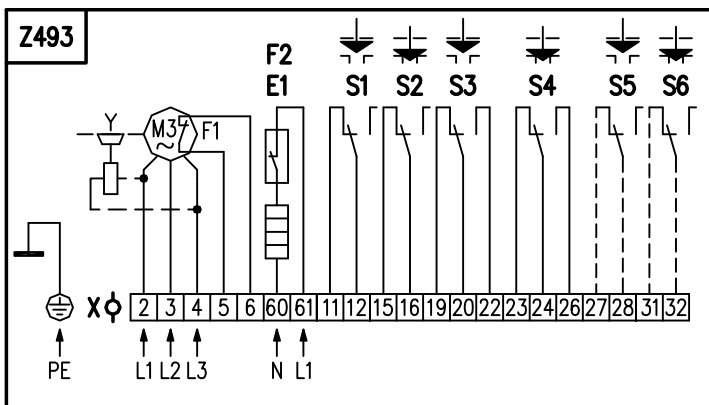 Z493
F2
E1 S1 S2 S3 S4 S5 S6
Y M3 F1
~
X 2 3 4 5 6 60 61 11 12 15 16 19 20 22 23 24 26 27 28 31 32
PE L1 L2 L3 N L1